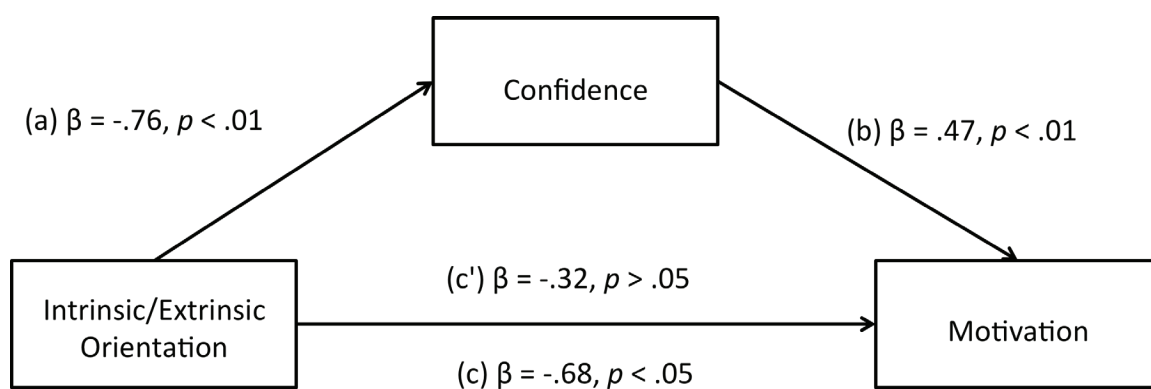 Confidence
(a) β = -.76, p < .01
(b) β = .47, p < .01
(c') β = -.32, p > .05
Intrinsic/Extrinsic
Orientation
Motivation
(c) β = -.68, p < .05